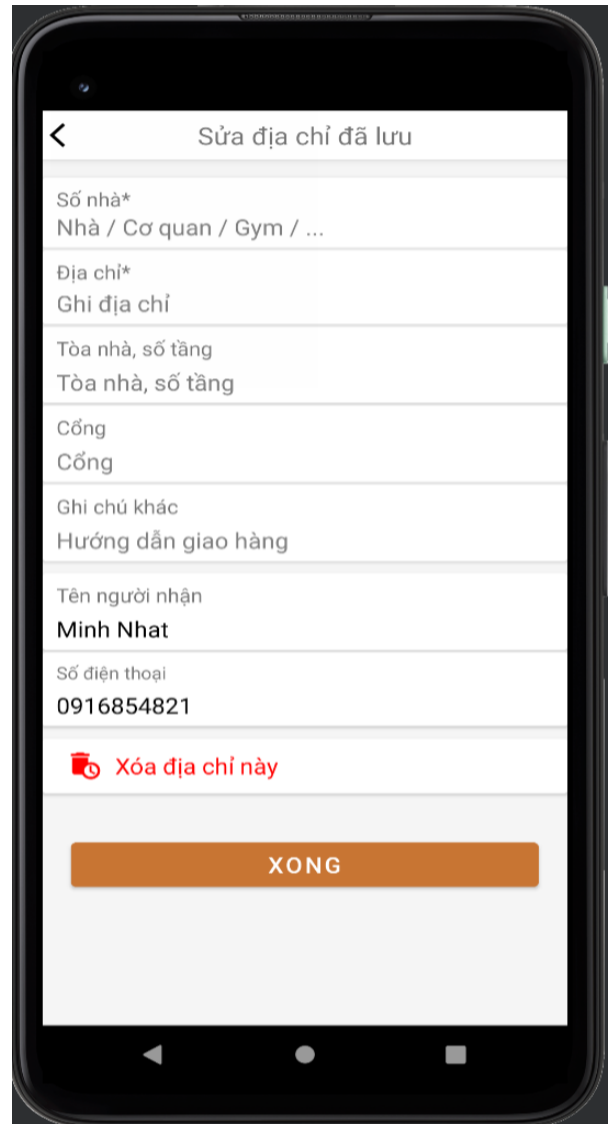 Sửa địa chỉ đã lưu
Số nhà*
Nhà / Cơ quan / Gym / ...
Địa chỉ*
Ghi địa chỉ
Tòa nhà, số tầng
Tòa nhà, số tầng
Cổng
Cổng
Ghi chú khác
Hướng dẫn giao hàng
Tên người nhận
Minh Nhat
Số điện thoại
0916854821
Xóa địa chỉ này
XONG